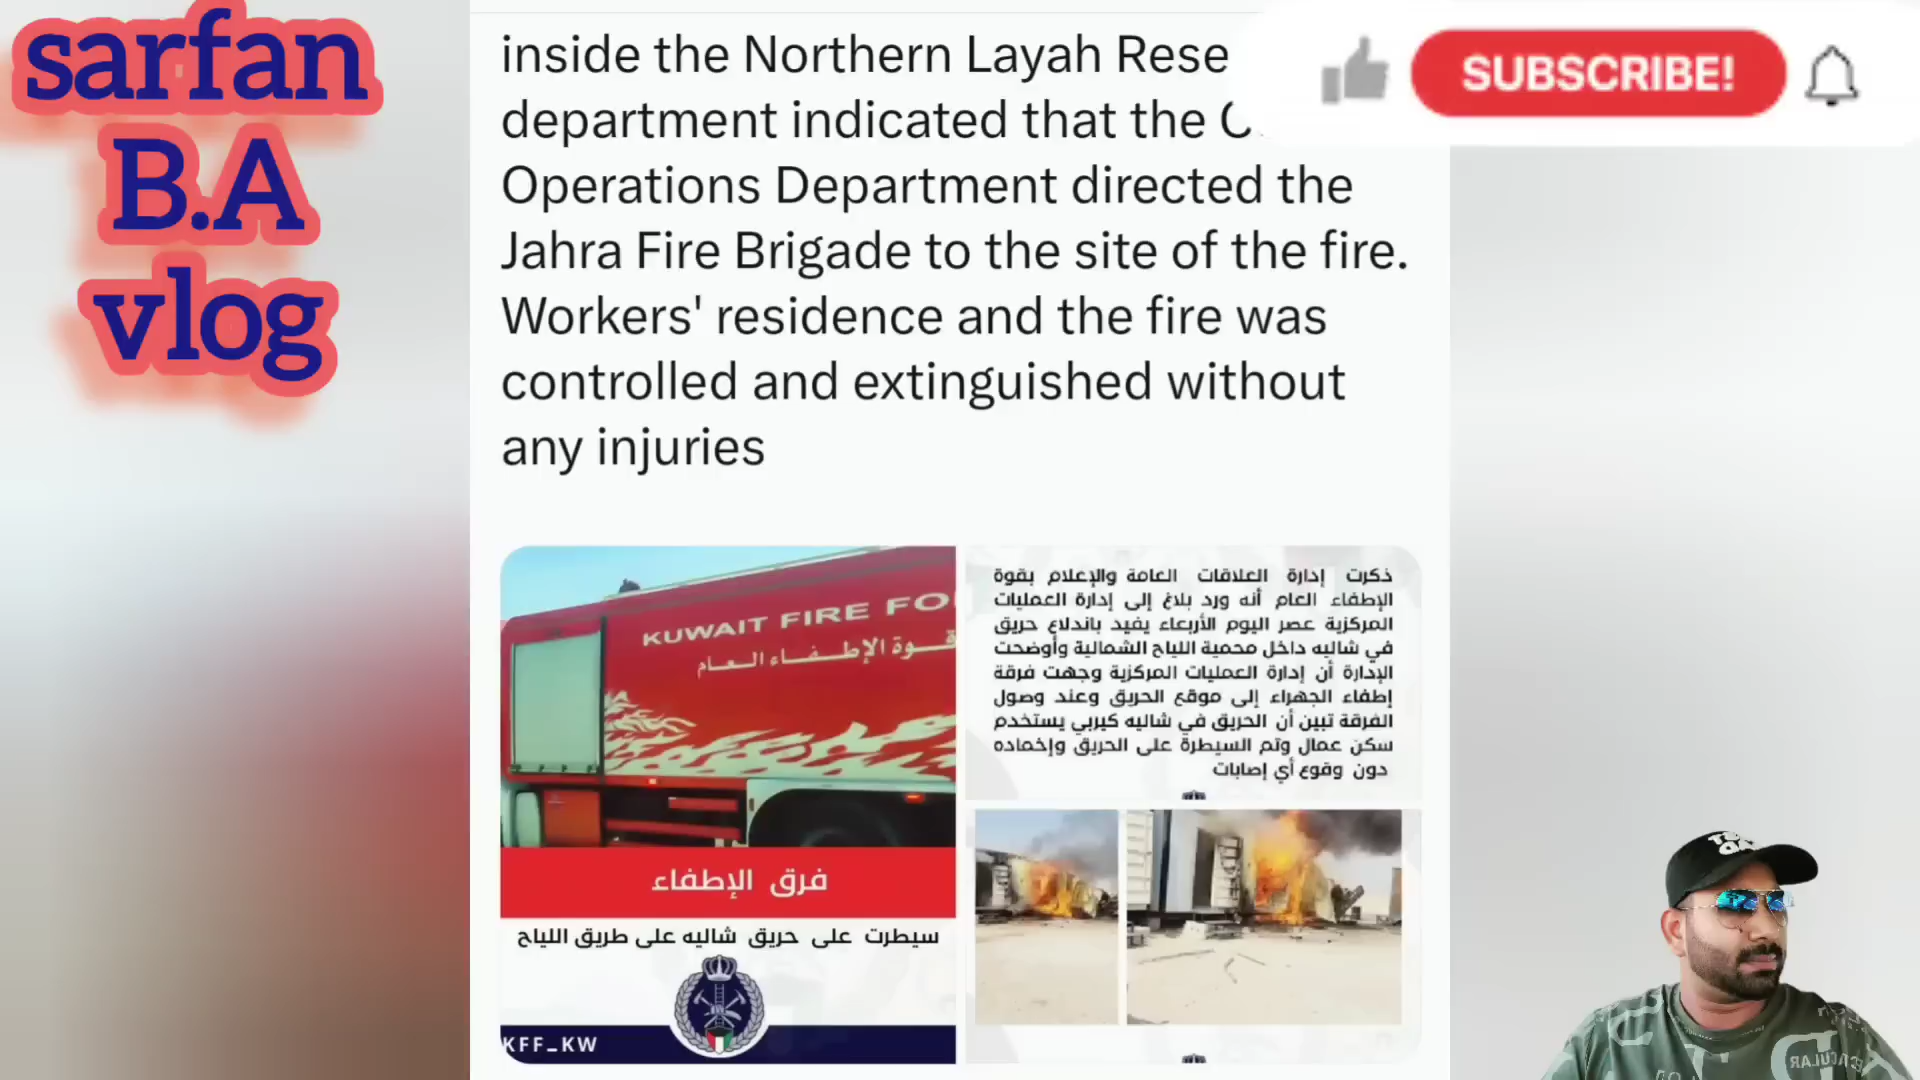 sarfan
B.A
vlog
inside the Northern Layah
department indicated that the
Operations Department directed the
Jahra Fire Brigade to the site of the fire.
Workers' residence and the fire was
controlled and extinguished without
any injuries
SUBSCRIBE!
KUWAIT FIRE
قوة الإطفاء العام
فرق الإطفاء
سيطرت على حريق شاليه على طريق اللياح
KFF_KW
ذكرت إدارة العلاقات العامة والإعلام بقوة
الإطفاء العام أنه ورد بلاغ إلى إدارة العمليات
المركزية عصر اليوم الأربعاء يفيد باندلاع حريق
في شاليه داخل محمية اللياح الشمالية وأوضحت
الإدارة أن إدارة العمليات المركزية وجهت فرقة
إطفاء الجهراء إلى موقع الحريق وعند وصول
الفرقة تبين أن الحريق في شاليه كيربي يستخدم
سكن عمال وتم السيطرة على الحريق وإخماده
دون وقوع أي إصابات